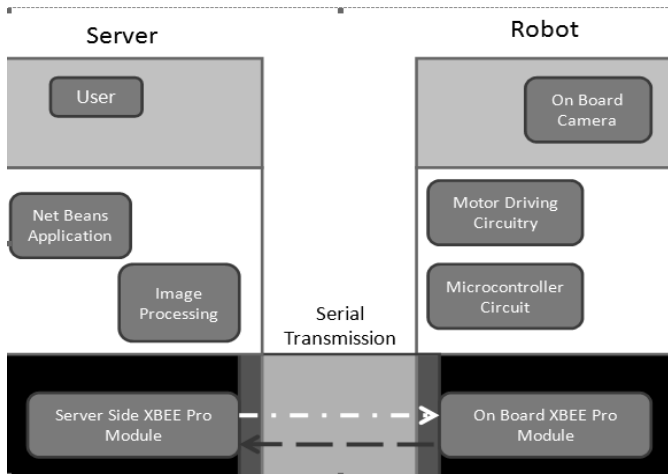 Server
Robot
User
On Board
Camera
Net Beans
Application
Motor Driving
Circuitry
Image
Processing
Microcontroller
Circuit
Serial
Transmission
Server Side XBEE Pro
Module
On Board XBEE Pro
Module